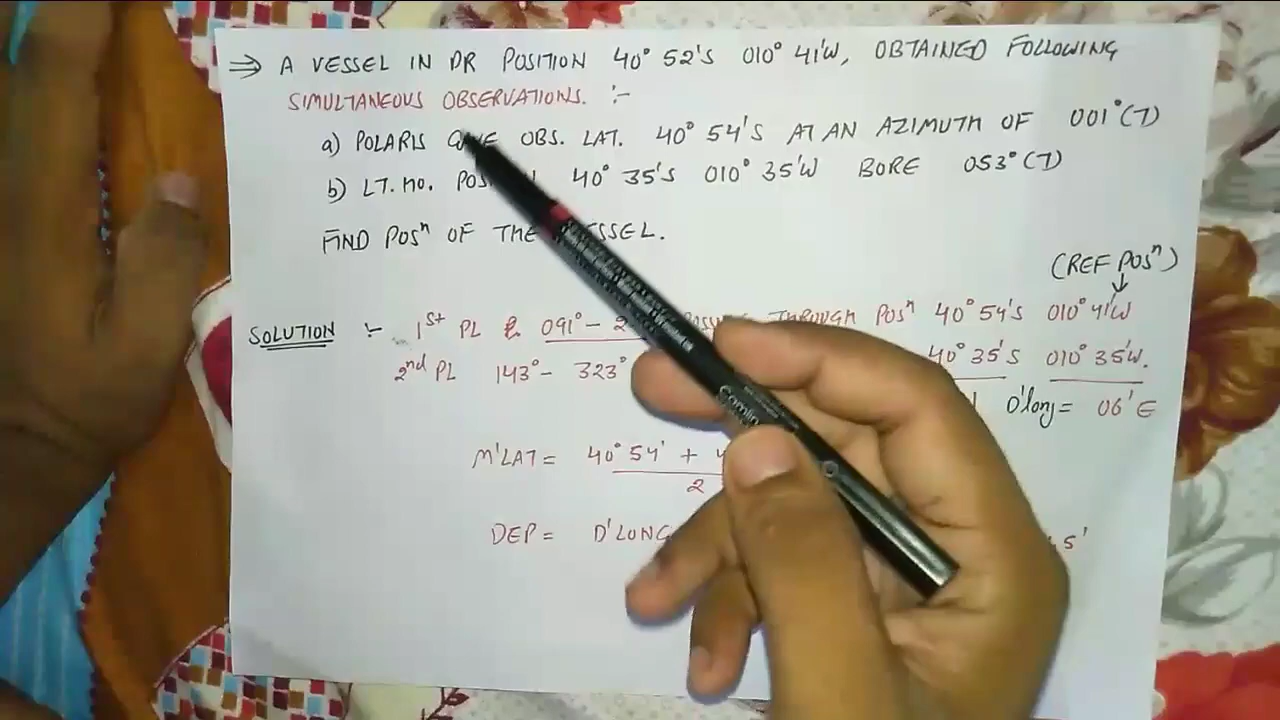 ⇒ A VESSEL IN DR POSITION 40° 52'S 010° 41'W, OBTAINED FOLLOWING
SIMULTANEOUS OBSERVATIONS. :-
a) POLARIS OBS. LAT. 40° 54'S AT AN AZIMUTH OF 001°(T)
b) LT. HO. 40° 35'S 010° 35'W BORE 053°(T)
FIND POSⁿ OF THE VESSEL.
(REF POSⁿ)
SOLUTION :- 1st PL 091° - THROUGH POSⁿ 40° 54'S 010° 41'W
2nd PL 143° - 323° 40° 35'S 010° 35'W.
D'long = 06' E
M'LAT = 40° 54' + 
2
DEP = D'LONG
Camlin